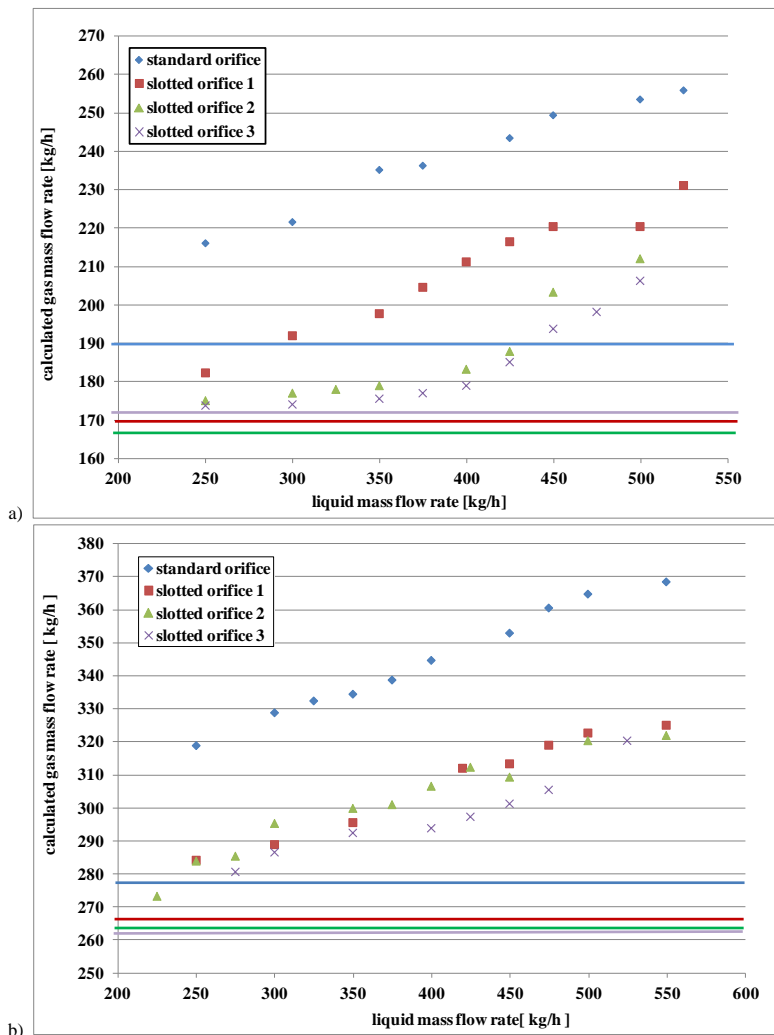 270
260
250
240
230
220
210
200
190
180
170
160
calculated gas mass flow rate [kg/h]
standard orifice
slotted orifice 1
slotted orifice 2
slotted orifice 3
200 250 300 350 400 450 500 550
liquid mass flow rate [kg/h]
a)
380
370
360
350
340
330
320
310
300
290
280
270
260
250
calculated gas mass flow rate [ kg/h ]
standard orifice
slotted orifice 1
slotted orifice 2
slotted orifice 3
200 250 300 350 400 450 500 550 600
liquid mass flow rate[ kg/h ]
b)